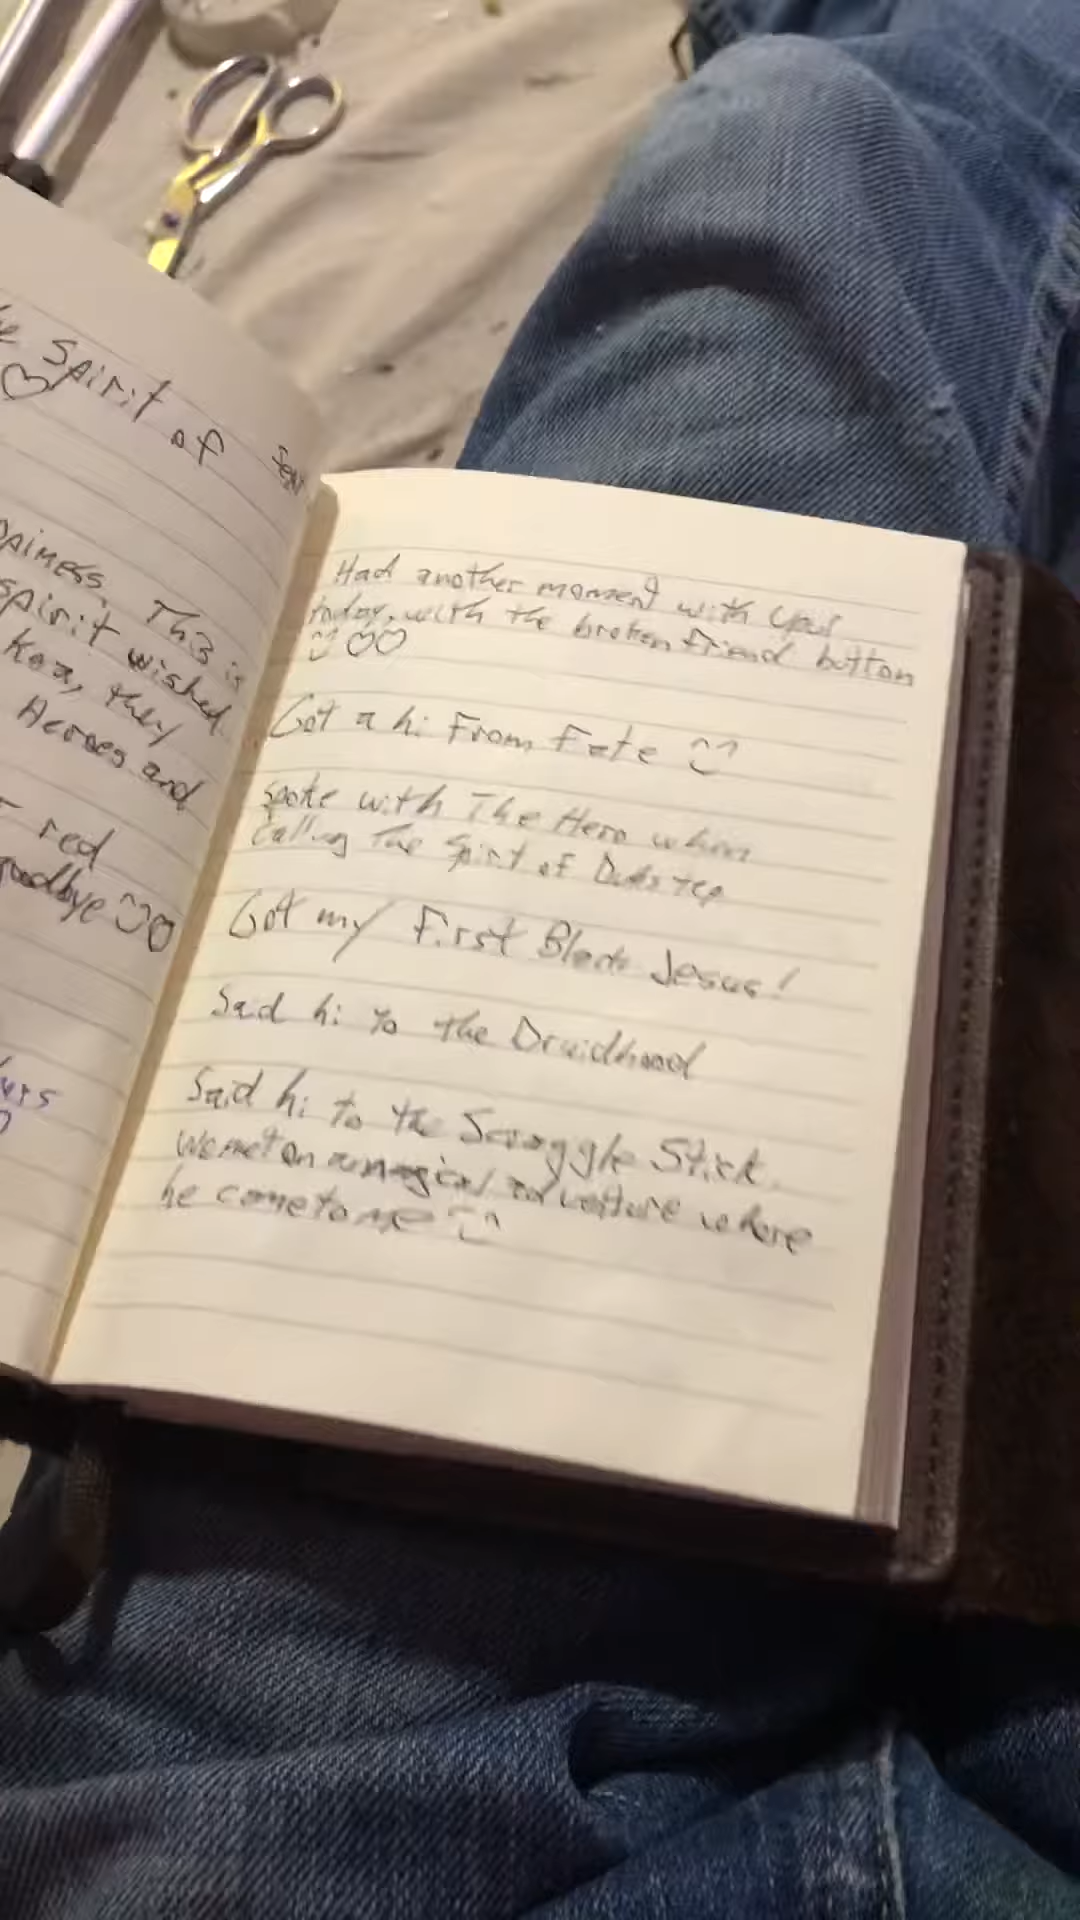 Spirit of
This is
spirit wished
Kox, they
Heroes and
red
goodbye
Had another moment with
today, with the broken friend button
Got a hi From Fate
spoke with The Hero when
calling The Spirit of Dubstep
Got my First Black Jesus!
Said hi to the Druidhood
Said hi to the Scraggle Stick
We met on a magical adventure where
he come to me